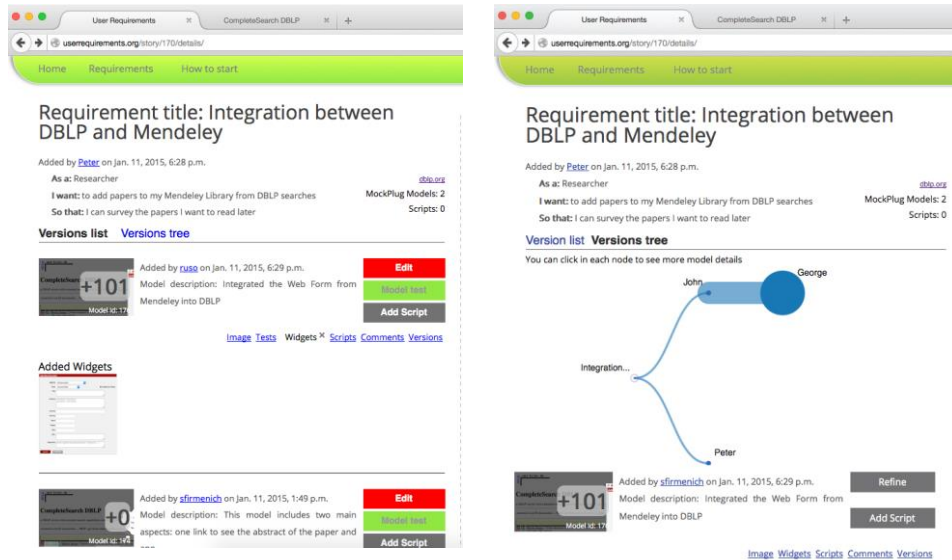 User Requirements × CompleteSearch DBLP × +
userrequirements.org/story/170/details/
Home Requirements How to start
Requirement title: Integration between
DBLP and Mendeley
Added by Peter on Jan. 11, 2015, 6:28 p.m.
As a: Researcher
dblp.org
I want: to add papers to my Mendeley Library from DBLP searches
MockPlug Models: 2
So that: I can survey the papers I want to read later
Scripts: 0
Versions list Versions tree
Added by ruso on Jan. 11, 2015, 6:29 p.m.
Model description: Integrated the Web Form from
Mendeley into DBLP
+101
Model id: 170
Edit
Model test
Add Script
Image Tests Widgets × Scripts Comments Versions
Added Widgets
Added by sfirmenich on Jan. 11, 2015, 1:49 p.m.
Model description: This model includes two main
aspects: one link to see the abstract of the paper and
CompleteSearch DBLP
+0
Edit
Model test
Add Script
User Requirements × CompleteSearch DBLP × +
userrequirements.org/story/170/details/
Home Requirements How to start
Requirement title: Integration between
DBLP and Mendeley
Added by Peter on Jan. 11, 2015, 6:28 p.m.
As a: Researcher
dblp.org
I want: to add papers to my Mendeley Library from DBLP searches
MockPlug Models: 2
So that: I can survey the papers I want to read later
Scripts: 0
Version list Versions tree
You can click in each node to see more model details
John
George
Integration...
Peter
Added by sfirmenich on Jan. 11, 2015, 6:29 p.m.
Model description: Integrated the Web Form from
Mendeley into DBLP
+101
Refine
Add Script
Image Widgets Scripts Comments Versions